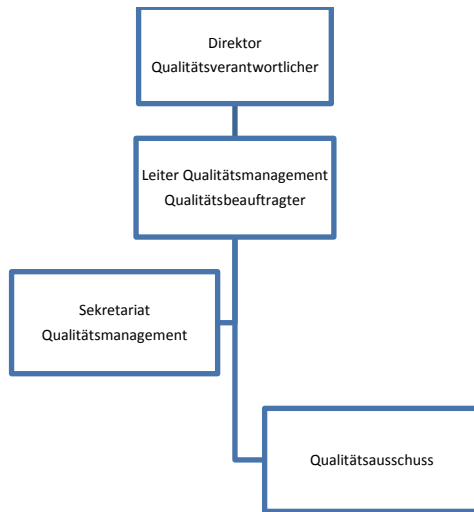 Direktor
Qualitätsverantwortlicher
Leiter Qualitätsmanagement
Qualitätsbeauftragter
Sekretariat
Qualitätsmanagement
Qualitätsausschuss